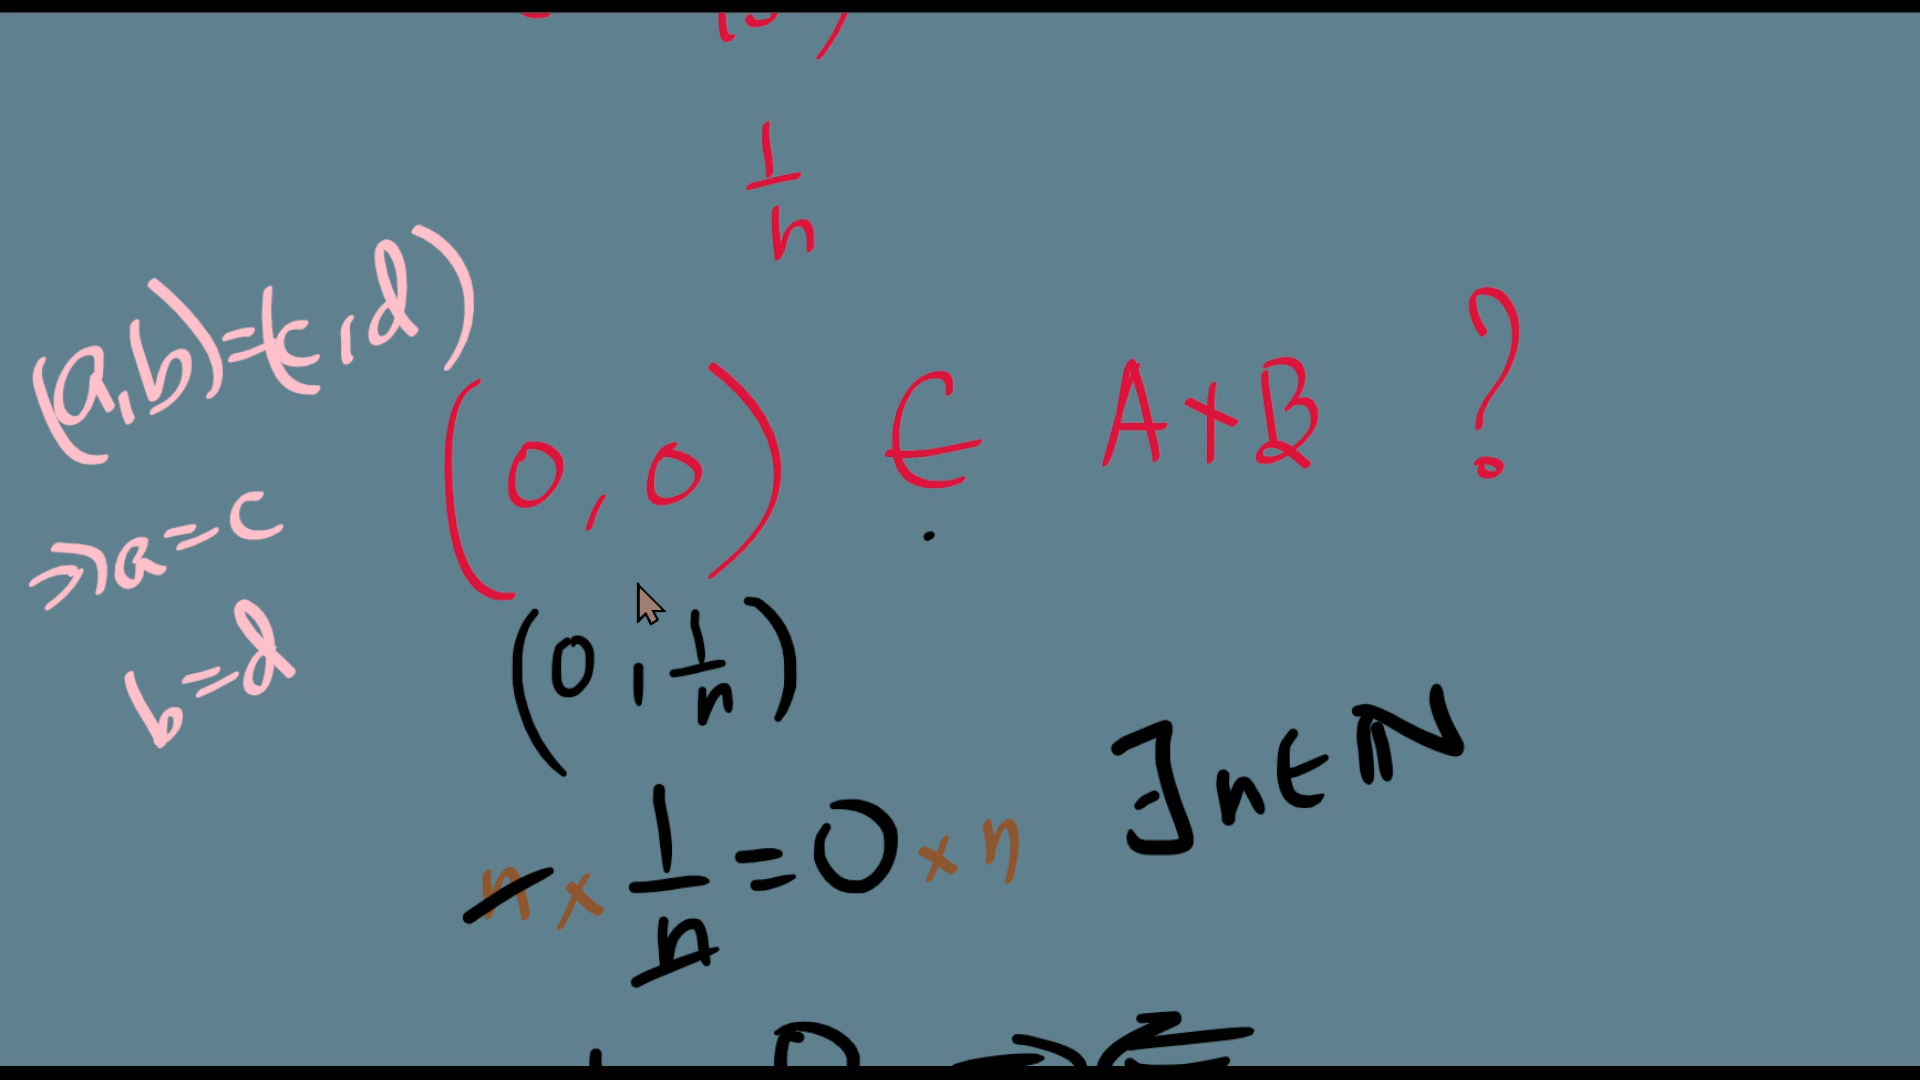 1/n
(a,b)=(c,d)
(0,0) ∈ A×B ?
⇒ a=c
b=d
(0, 1/n)
∃n∈ℕ
n × 1/n = 0 × n